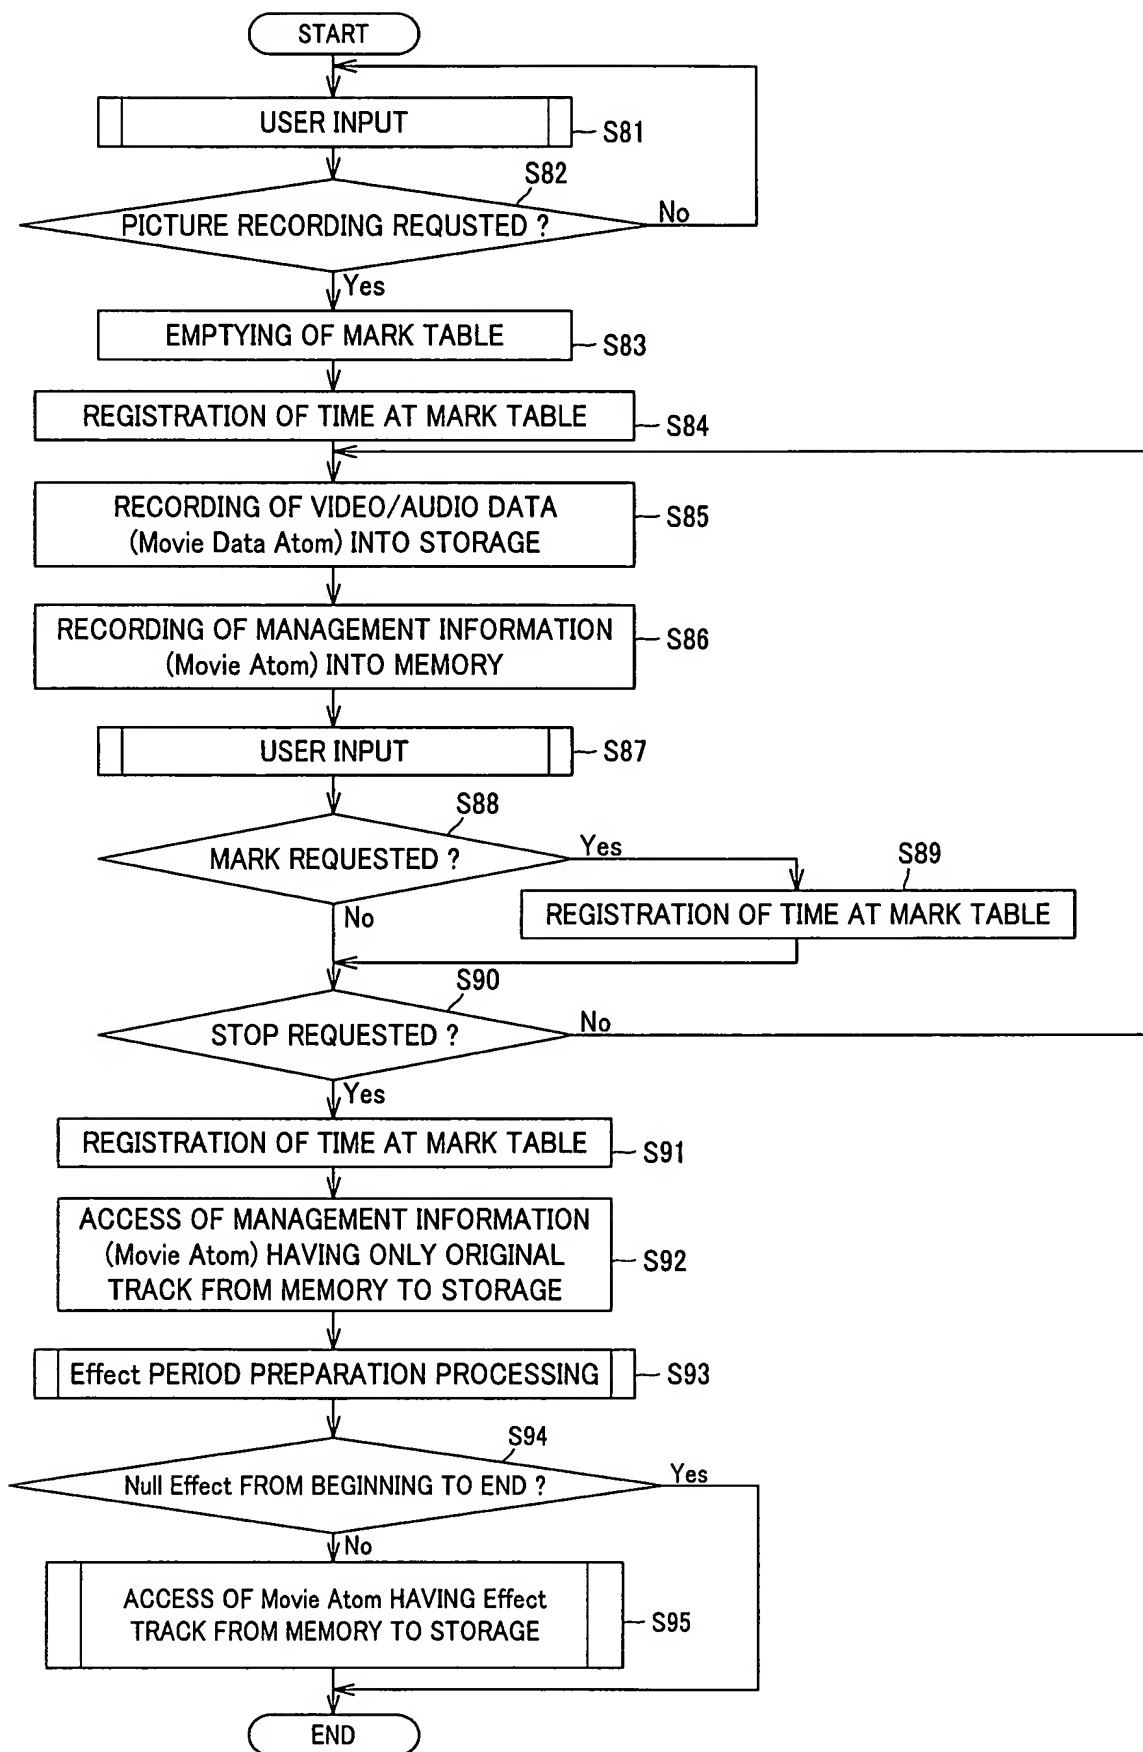 START
USER INPUT
S81
S82
PICTURE RECORDING REQUSTED ?
No
Yes
EMPTYING OF MARK TABLE
S83
REGISTRATION OF TIME AT MARK TABLE
S84
RECORDING OF VIDEO/AUDIO DATA
(Movie Data Atom) INTO STORAGE
S85
RECORDING OF MANAGEMENT INFORMATION
(Movie Atom) INTO MEMORY
S86
USER INPUT
S87
S88
MARK REQUESTED ?
Yes
No
S89
REGISTRATION OF TIME AT MARK TABLE
S90
STOP REQUESTED ?
No
Yes
REGISTRATION OF TIME AT MARK TABLE
S91
ACCESS OF MANAGEMENT INFORMATION
(Movie Atom) HAVING ONLY ORIGINAL
TRACK FROM MEMORY TO STORAGE
S92
Effect PERIOD PREPARATION PROCESSING
S93
S94
Null Effect FROM BEGINNING TO END ?
Yes
No
ACCESS OF Movie Atom HAVING Effect
TRACK FROM MEMORY TO STORAGE
S95
END